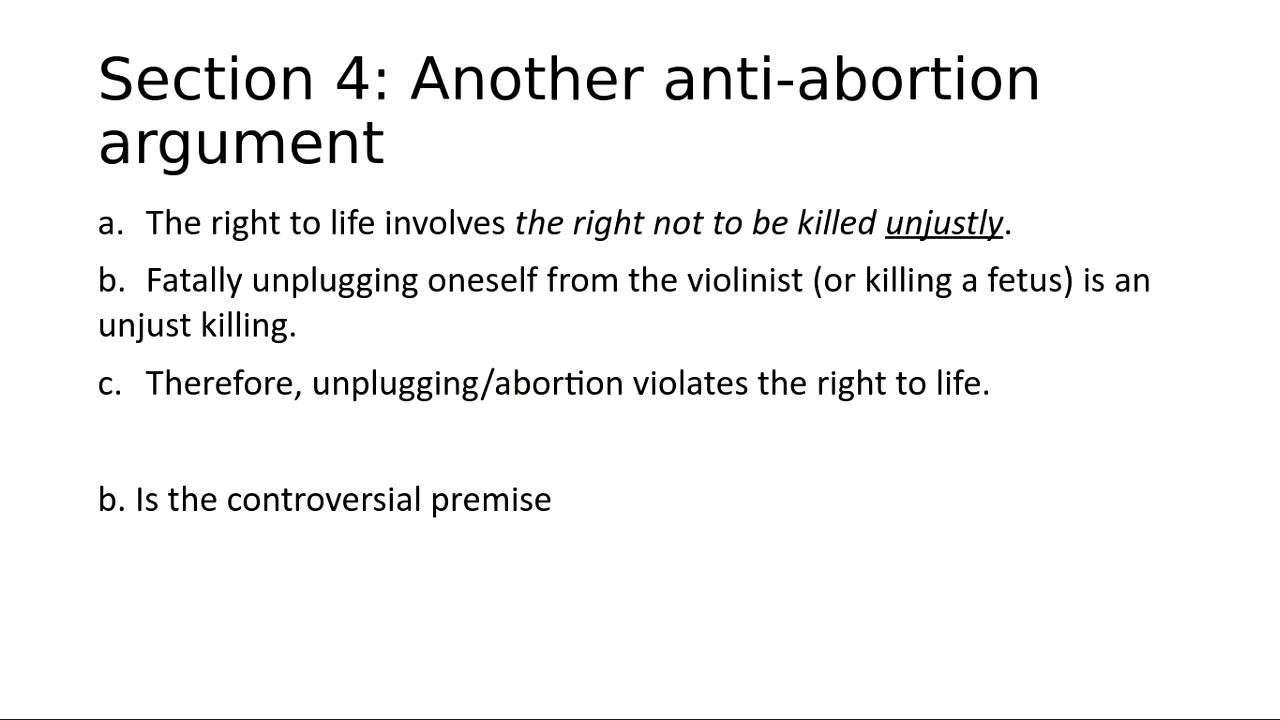 Section 4: Another anti-abortion
argument
a. The right to life involves the right not to be killed unjustly.
b. Fatally unplugging oneself from the violinist (or killing a fetus) is an
unjust killing.
c. Therefore, unplugging/abortion violates the right to life.
b. Is the controversial premise